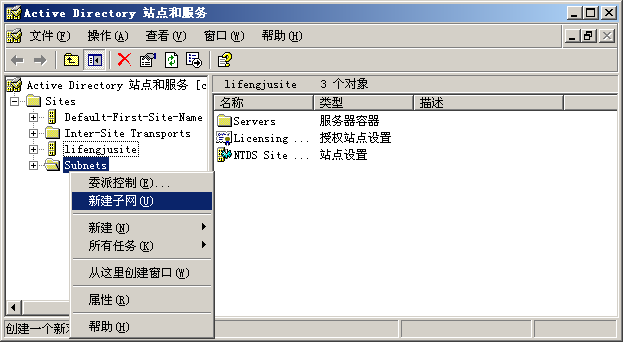 Active Directory 站点和服务
文件(F) 操作(A) 查看(V) 窗口(W) 帮助(H)
Active Directory 站点和服务 [c
Sites
Default-First-Site-Name
Inter-Site Transports
lifengjusite
Subnets
lifengjusite 3 个对象
名称 类型 描述
Servers 服务器容器
Licensing ... 授权站点设置
NTDS Site ... 站点设置
委派控制(E)...
新建子网(U)
新建(N)
所有任务(K)
从这里创建窗口(W)
属性(R)
帮助(H)
创建一个新